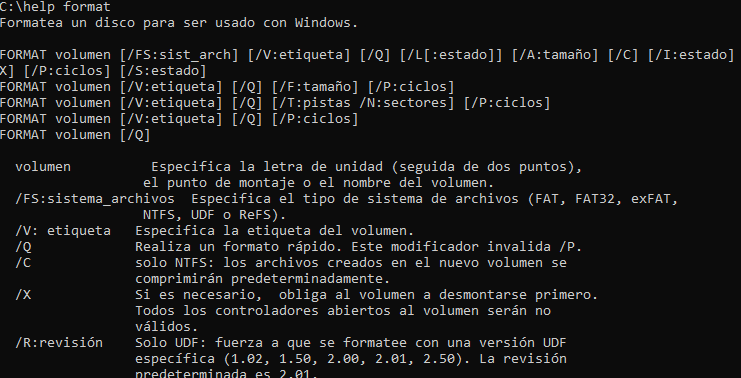 C:\help format
Formatea un disco para ser usado con Windows.
FORMAT volumen [/FS:sist_arch] [/V:etiqueta] [/Q] [/L[:estado]] [/A:tamaño] [/C] [/I:estado]
X] [/P:ciclos] [/S:estado]
FORMAT volumen [/V:etiqueta] [/Q] [/F:tamaño] [/P:ciclos]
FORMAT volumen [/V:etiqueta] [/Q] [/T:pistas /N:sectores] [/P:ciclos]
FORMAT volumen [/V:etiqueta] [/Q] [/P:ciclos]
FORMAT volumen [/Q]
volumen Especifica la letra de unidad (seguida de dos puntos),
el punto de montaje o el nombre del volumen.
/FS:sistema_archivos Especifica el tipo de sistema de archivos (FAT, FAT32, exFAT,
NTFS, UDF o ReFS).
/V: etiqueta Especifica la etiqueta del volumen.
/Q Realiza un formato rápido. Este modificador invalida /P.
/C solo NTFS: los archivos creados en el nuevo volumen se
comprimirán predeterminadamente.
/X Si es necesario, obliga al volumen a desmontarse primero.
Todos los controladores abiertos al volumen serán no
válidos.
/R:revisión Solo UDF: fuerza a que se formatee con una versión UDF
específica (1.02, 1.50, 2.00, 2.01, 2.50). La revisión
predeterminada es 2.01.